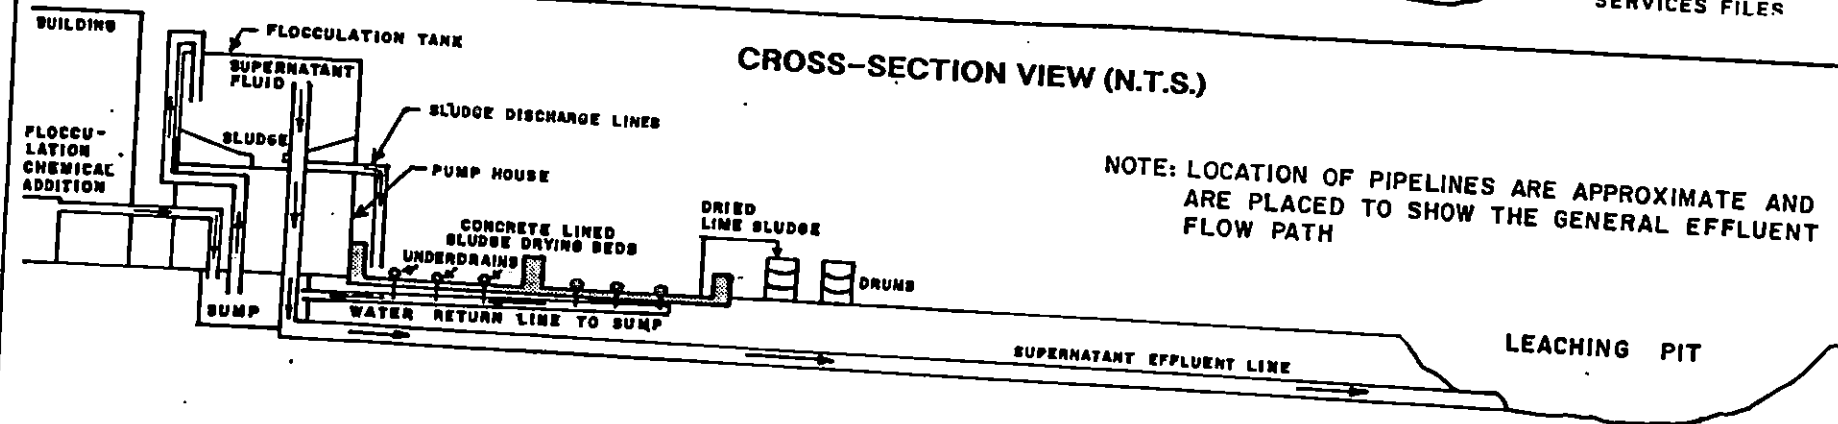 SERVICES FILES
BUILDING
FLOCCULATION TANK
SUPERNATANT
FLUID
CROSS-SECTION VIEW (N.T.S.)
SLUDGE DISCHARGE LINES
FLOCCU-
LATION
CHEMICAL
ADDITION
SLUDGE
PUMP HOUSE
NOTE: LOCATION OF PIPELINES ARE APPROXIMATE AND
ARE PLACED TO SHOW THE GENERAL EFFLUENT
FLOW PATH
DRIED
LIME SLUDGE
CONCRETE LINED
SLUDGE DRYING BEDS
UNDERDRAINS
DRUMS
SUMP
WATER RETURN LINE TO SUMP
SUPERNATANT EFFLUENT LINE
LEACHING PIT